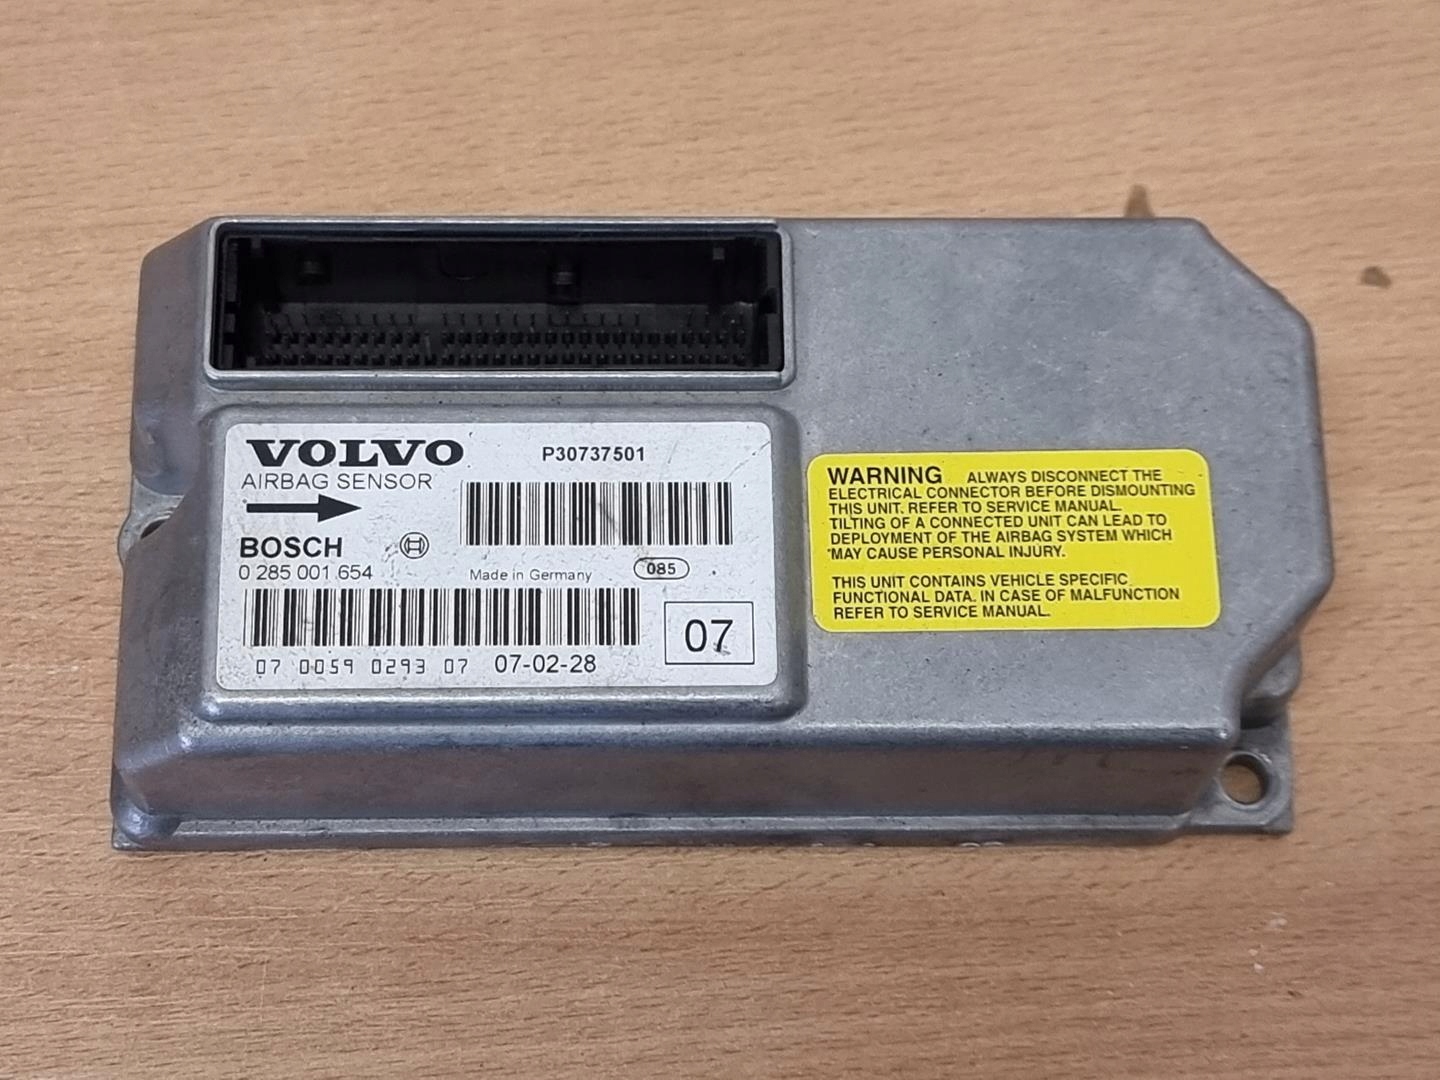 VOLVO P30737501
AIRBAG SENSOR
BOSCH
0 285 001 654
Made in Germany 085
07 0059 0293 07 07-02-28
07
WARNING ALWAYS DISCONNECT THE
ELECTRICAL CONNECTOR BEFORE DISMOUNTING
THIS UNIT. REFER TO SERVICE MANUAL.
TILTING OF A CONNECTED UNIT CAN LEAD TO
DEPLOYMENT OF THE AIRBAG SYSTEM WHICH
MAY CAUSE PERSONAL INJURY.
THIS UNIT CONTAINS VEHICLE SPECIFIC
FUNCTIONAL DATA. IN CASE OF MALFUNCTION
REFER TO SERVICE MANUAL.